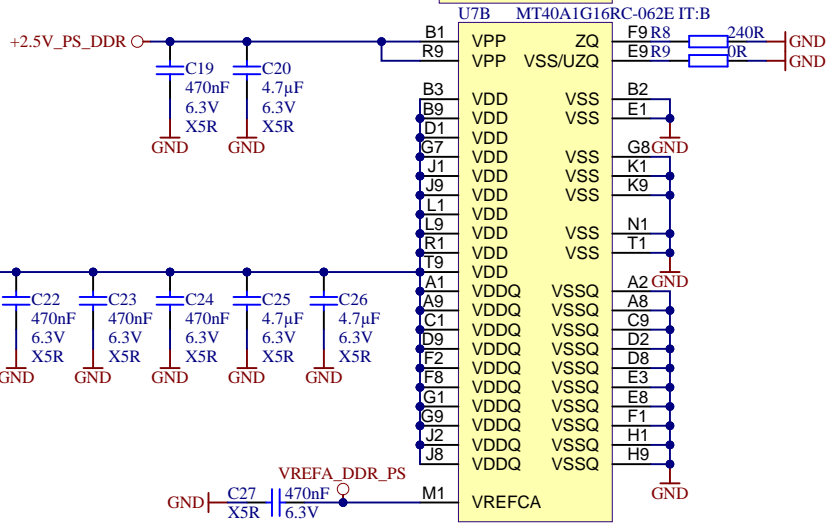 U7B MT40A1G16RC-062E IT:B
+2.5V_PS_DDR B1 VPP ZQ F9 R8 240R GND
R9 VPP VSS/UZQ E9 R9 0R GND
C19 C20
470nF 4.7µF
6.3V 6.3V
X5R X5R
GND GND
B3 VDD VSS B2
B9 VDD VSS E1
D1 VDD GND
G7 VDD VSS G8
J1 VDD VSS K1
J9 VDD VSS K9
L1 VDD
L9 VDD VSS N1
R1 VDD VSS T1
T9 VDD GND
A1 VDDQ VSSQ A2
A9 VDDQ VSSQ A8
C1 VDDQ VSSQ C9
D9 VDDQ VSSQ D2
F2 VDDQ VSSQ D8
F8 VDDQ VSSQ E3
G1 VDDQ VSSQ E8
G9 VDDQ VSSQ F1
J2 VDDQ VSSQ H1
J8 VDDQ VSSQ H9
GND
C22 C23 C24 C25 C26
470nF 470nF 470nF 4.7µF 4.7µF
6.3V 6.3V 6.3V 6.3V 6.3V
X5R X5R X5R X5R X5R
GND GND GND GND GND
VREFA_DDR_PS
GND C27 470nF M1 VREFCA
X5R 6.3V